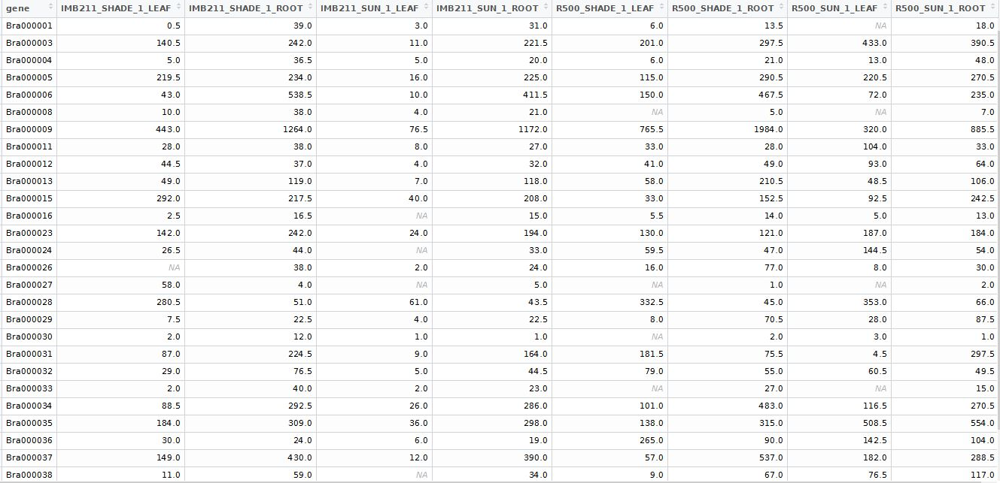 gene IMB211_SHADE_1_LEAF IMB211_SHADE_1_ROOT IMB211_SUN_1_LEAF IMB211_SUN_1_ROOT R500_SHADE_1_LEAF R500_SHADE_1_ROOT R500_SUN_1_LEAF R500_SUN_1_ROOT
Bra000001 0.5 39.0 3.0 31.0 6.0 13.5 NA 18.0
Bra000003 140.5 242.0 11.0 221.5 201.0 297.5 433.0 390.5
Bra000004 5.0 36.5 5.0 20.0 6.0 21.0 13.0 48.0
Bra000005 219.5 234.0 16.0 225.0 115.0 290.5 220.5 270.5
Bra000006 43.0 538.5 10.0 411.5 150.0 467.5 72.0 235.0
Bra000008 10.0 38.0 4.0 21.0 NA 5.0 NA 7.0
Bra000009 443.0 1264.0 76.5 1172.0 765.5 1984.0 320.0 885.5
Bra000011 28.0 38.0 8.0 27.0 33.0 28.0 104.0 33.0
Bra000012 44.5 37.0 4.0 32.0 41.0 49.0 93.0 64.0
Bra000013 49.0 119.0 7.0 118.0 58.0 210.5 48.5 106.0
Bra000015 292.0 217.5 40.0 208.0 33.0 152.5 92.5 242.5
Bra000016 2.5 16.5 NA 15.0 5.5 14.0 5.0 13.0
Bra000023 142.0 242.0 24.0 194.0 130.0 121.0 187.0 184.0
Bra000024 26.5 44.0 NA 33.0 59.5 47.0 144.5 54.0
Bra000026 NA 38.0 2.0 24.0 16.0 77.0 8.0 30.0
Bra000027 58.0 4.0 NA 5.0 NA 1.0 NA 2.0
Bra000028 280.5 51.0 61.0 43.5 332.5 45.0 353.0 66.0
Bra000029 7.5 22.5 4.0 22.5 8.0 70.5 28.0 87.5
Bra000030 2.0 12.0 1.0 1.0 NA 2.0 3.0 1.0
Bra000031 87.0 224.5 9.0 164.0 181.5 75.5 4.5 297.5
Bra000032 29.0 76.5 5.0 44.5 79.0 55.0 60.5 49.5
Bra000033 2.0 40.0 2.0 23.0 NA 27.0 NA 15.0
Bra000034 88.5 292.5 26.0 286.0 101.0 483.0 116.5 270.5
Bra000035 184.0 309.0 36.0 298.0 138.0 315.0 508.5 554.0
Bra000036 30.0 24.0 6.0 19.0 265.0 90.0 142.5 104.0
Bra000037 149.0 430.0 12.0 390.0 57.0 537.0 182.0 288.5
Bra000038 11.0 59.0 NA 34.0 9.0 67.0 76.5 117.0